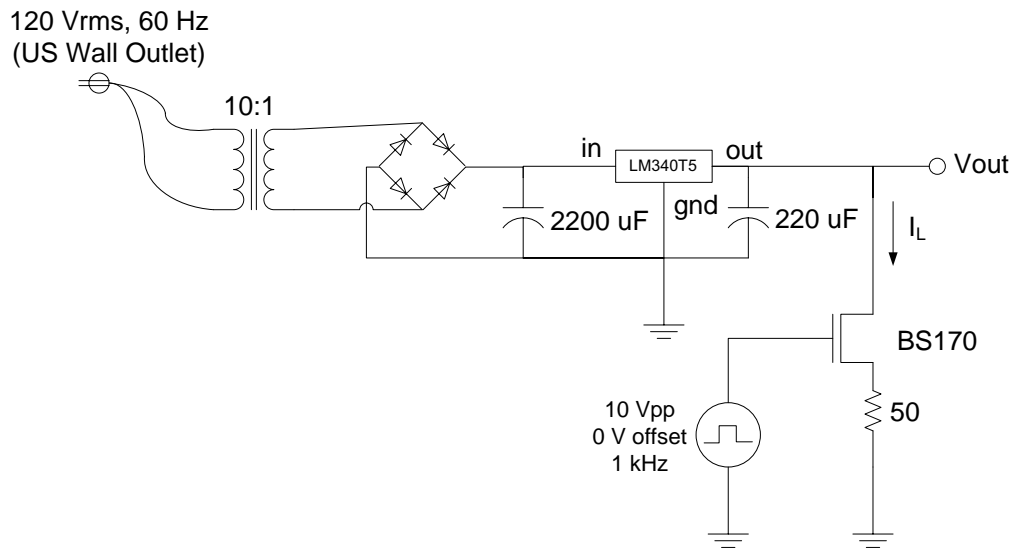 120 Vrms, 60 Hz
(US Wall Outlet)
10:1
in
LM340T5
out
Vout
gnd
2200 uF
220 uF
I_L
BS170
10 Vpp
0 V offset
1 kHz
50